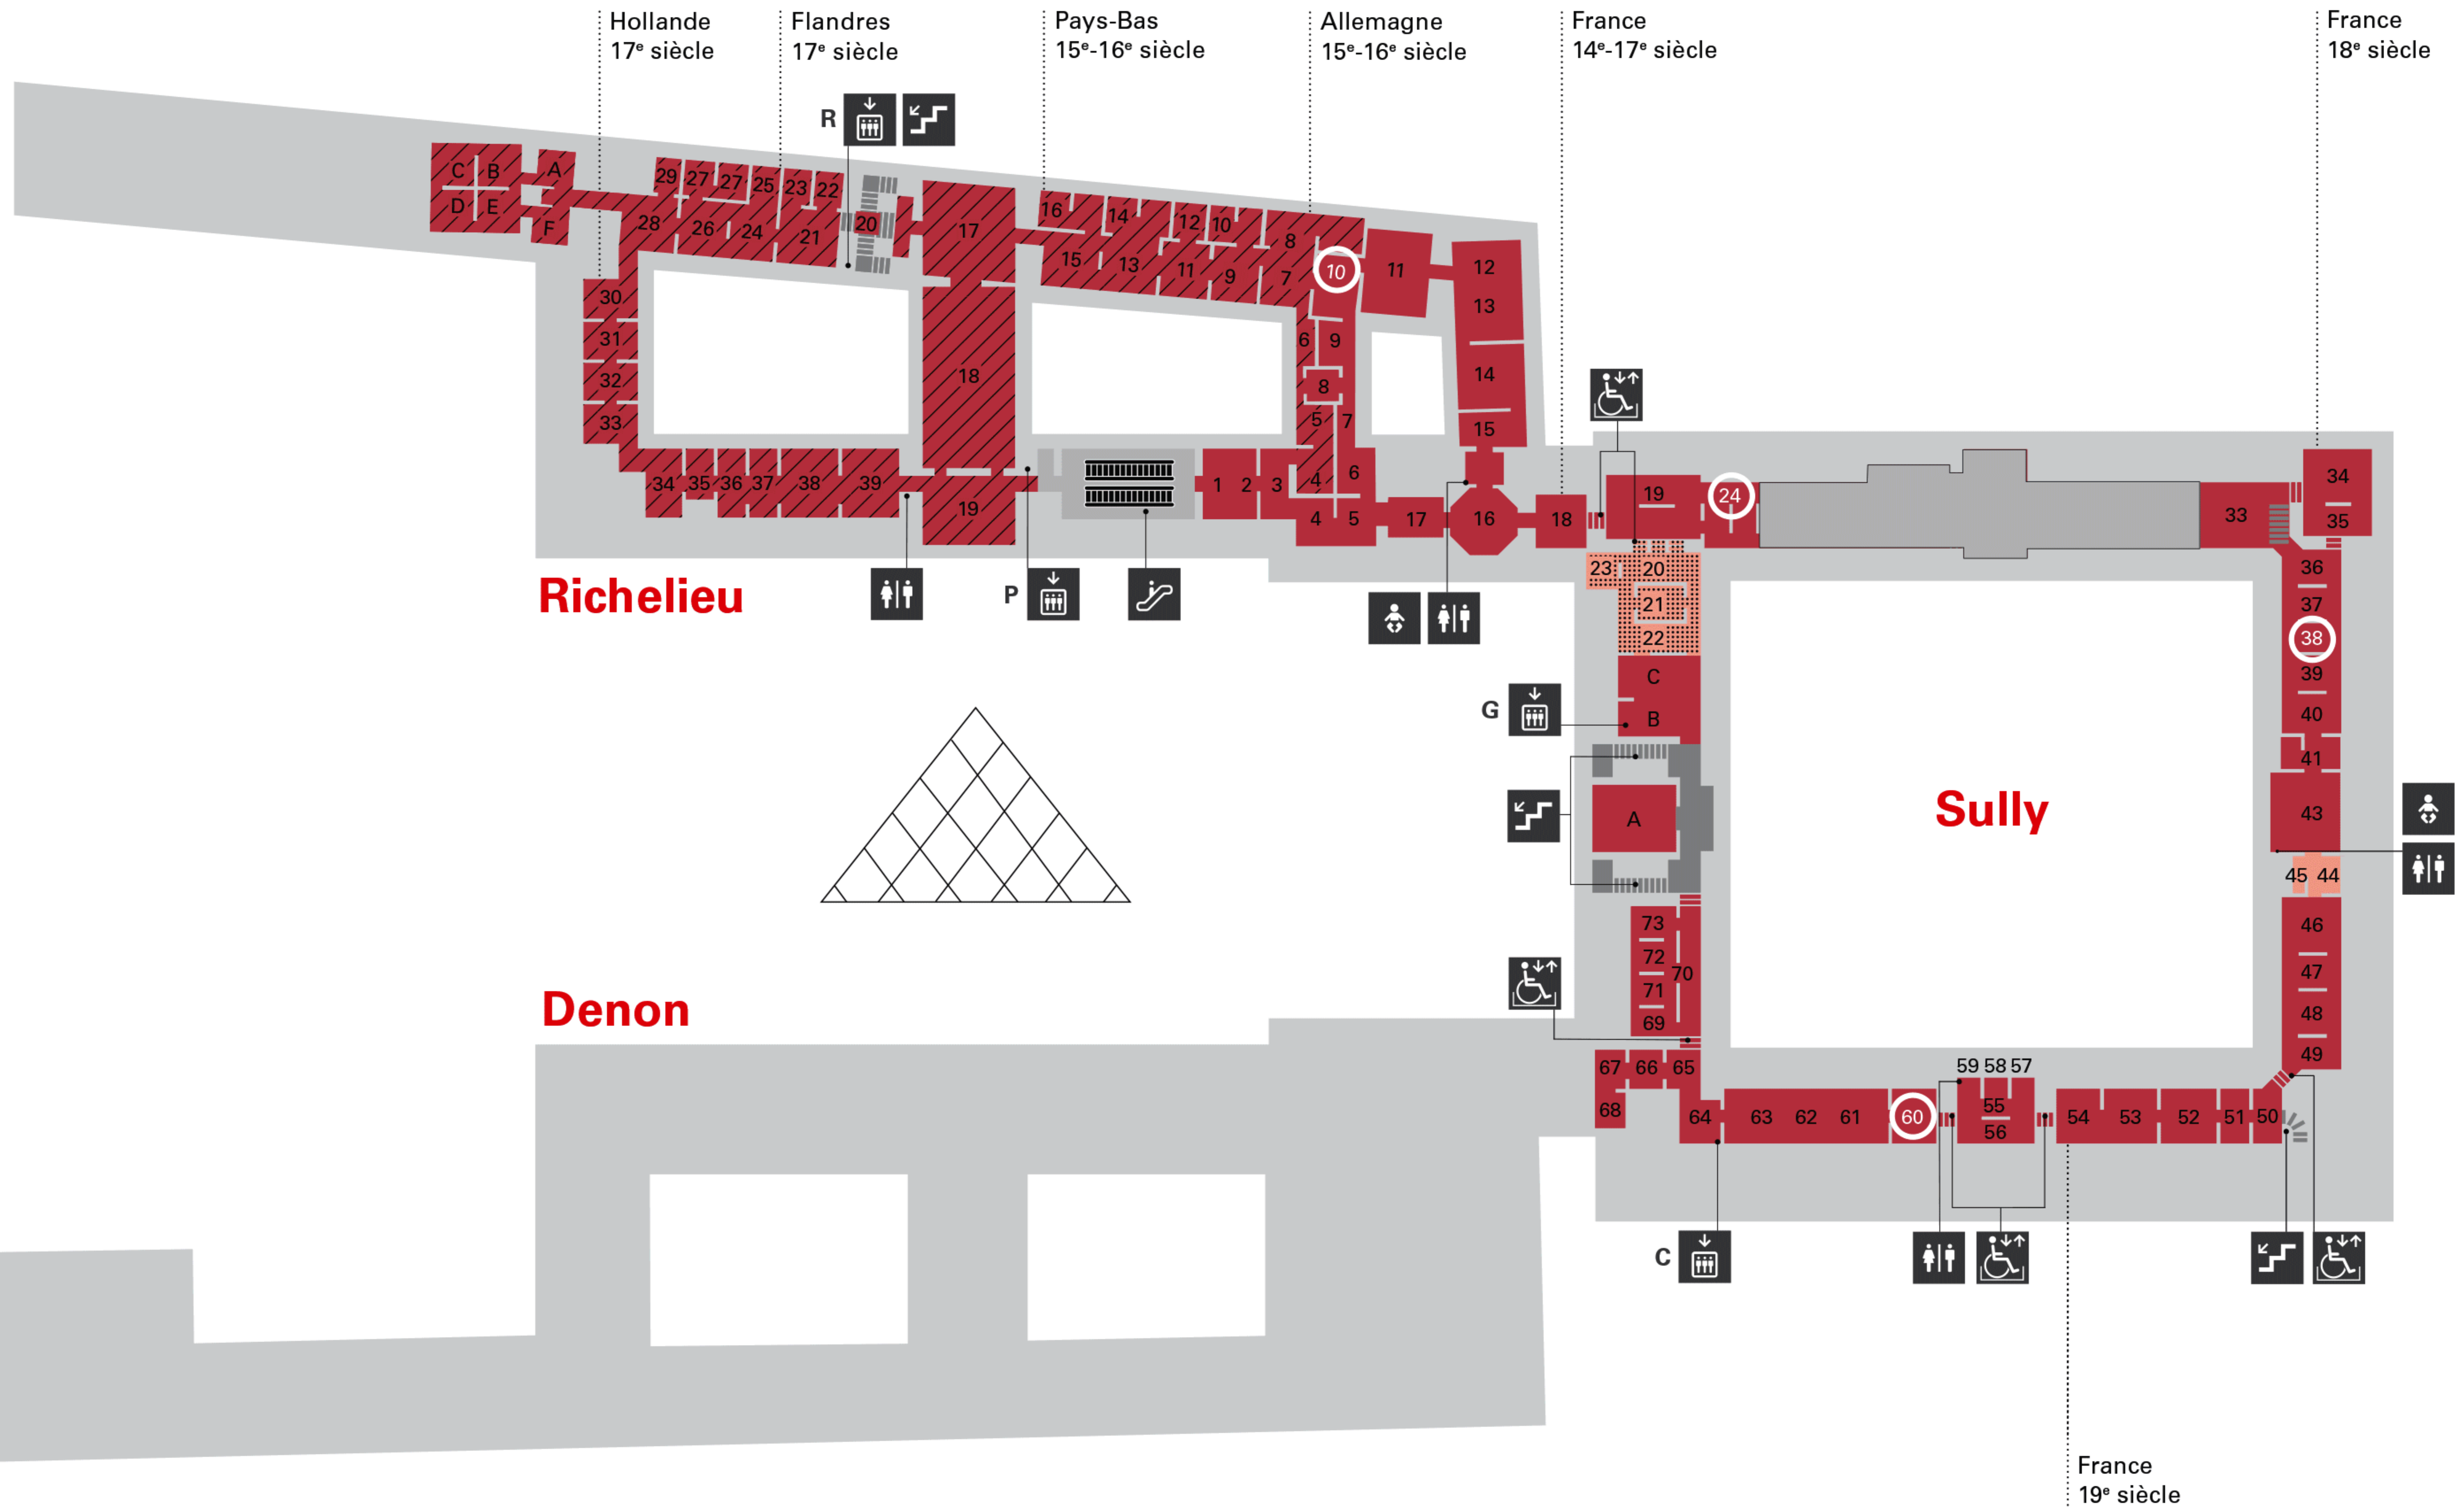 Hollande
17e siècle
Flandres
17e siècle
Pays-Bas
15e-16e siècle
Allemagne
15e-16e siècle
France
14e-17e siècle
France
18e siècle
R
C B A
D E F
29 27 27 25 23 22
28 26 24 21 20
17
16 14 12 10 8
15 13 11 9 7
10 11 12
13
30
31
32
33
18
6 9
8
5 7
14
15
34 35 36 37 38 39
19
1 2 3 4 6
4 5 17 16 18
19 24
33 34
35
23 20
21
22
36
37
38
39
40
41
43
45 44
46
47
48
49
Richelieu
P
G
C
B
A
Sully
73
72
70
71
69
Denon
67 66 65
68
64 63 62 61 60
59 58 57
55
56
54 53 52 51 50
C
France
19e siècle